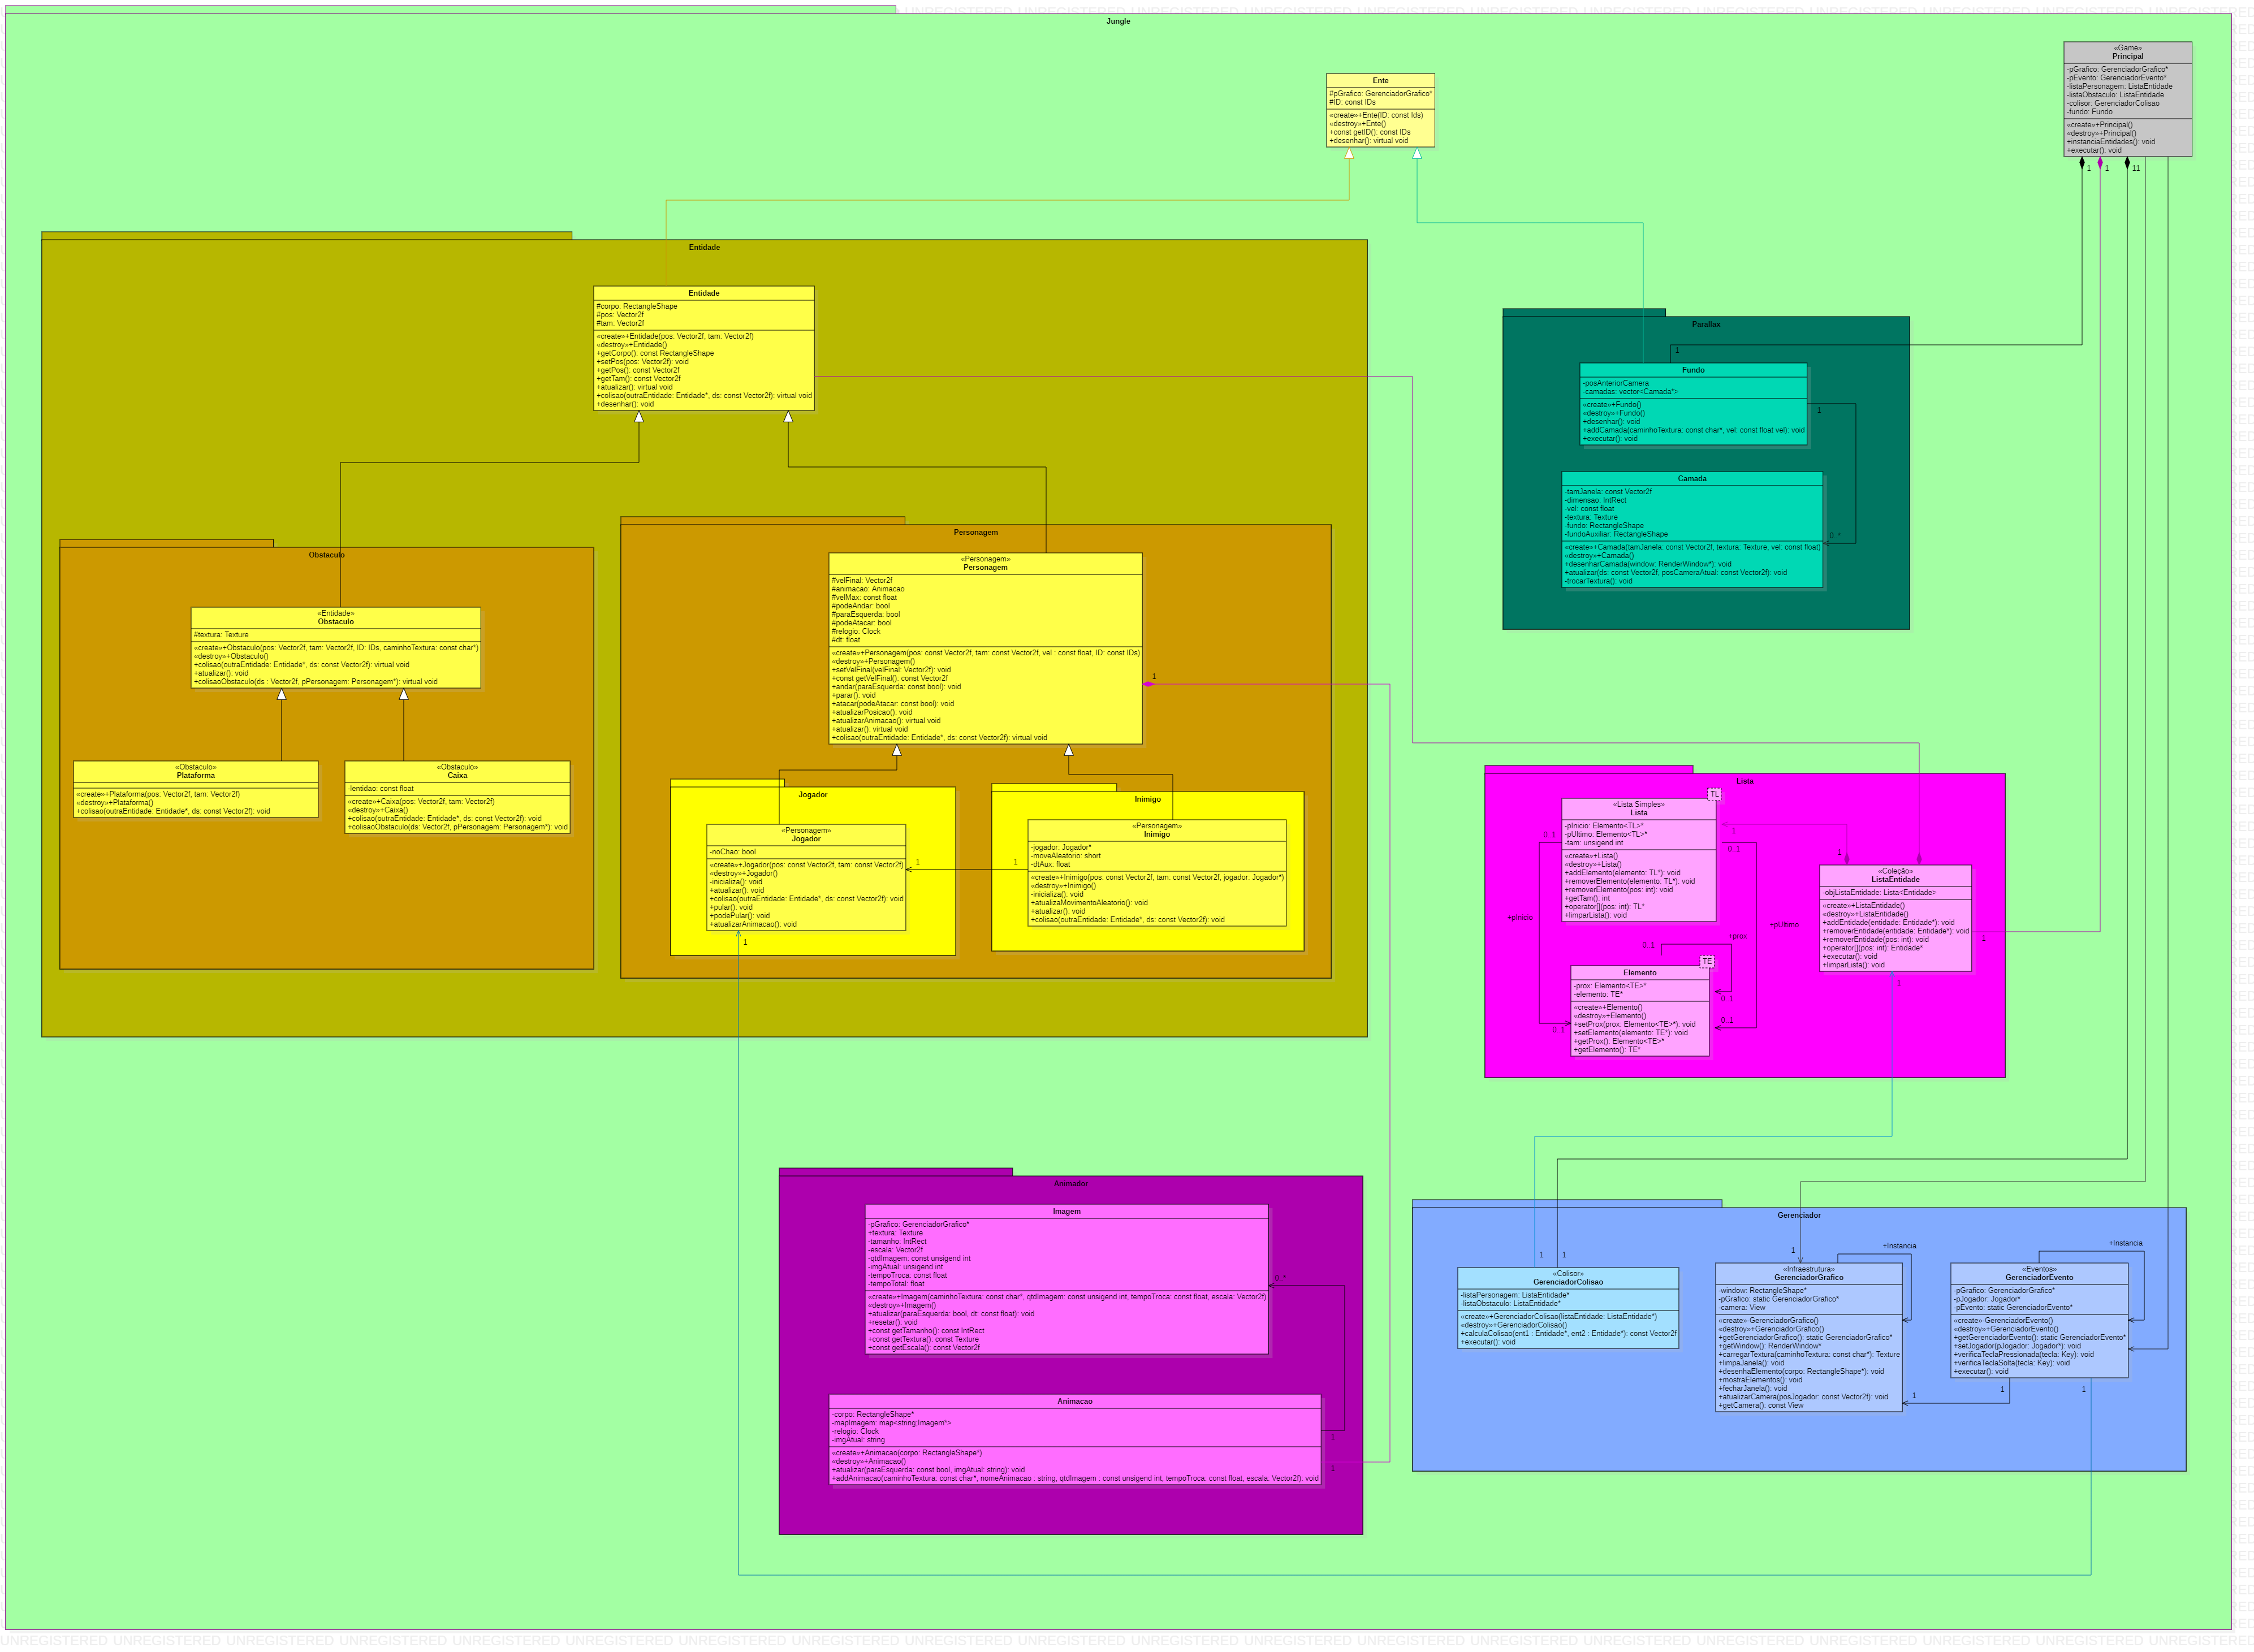 Jungle
«Game»
Principal
-pGrafico: GerenciadorGrafico*
-pEvento: GerenciadorEvento*
-listaPersonagem: ListaEntidade
-listaObstaculo: ListaEntidade
-colisor: GerenciadorColisao
-fundo: Fundo
«create»+Principal()
«destroy»+Principal()
+instanciaEntidades(): void
+executar(): void
1
1
11
Ente
#pGrafico: GerenciadorGrafico*
#ID: const IDs
«create»+Ente(ID: const Ids)
«destroy»+Ente()
+const getID(): const IDs
+desenhar(): virtual void
Entidade
Entidade
#corpo: RectangleShape
#pos: Vector2f
#tam: Vector2f
«create»+Entidade(pos: Vector2f, tam: Vector2f)
«destroy»+Entidade()
+getCorpo(): const RectangleShape
+setPos(pos: Vector2f): void
+getPos(): const Vector2f
+getTam(): const Vector2f
+atualizar(): virtual void
+colisao(outraEntidade: Entidade*, ds: const Vector2f): virtual void
+desenhar(): void
Parallax
1
Fundo
-posAnteriorCamera
-camadas: vector<Camada*>
«create»+Fundo()
«destroy»+Fundo()
+desenhar(): void
+addCamada(caminhoTextura: const char*, vel: const float vel): void
+executar(): void
1
Camada
-tamJanela: const Vector2f
-dimensao: IntRect
-vel: const float
-textura: Texture
-fundo: RectangleShape
-fundoAuxiliar: RectangleShape
«create»+Camada(tamJanela: const Vector2f, textura: Texture, vel: const float)
«destroy»+Camada()
+desenharCamada(window: RenderWindow*): void
+atualizar(ds: const Vector2f, posCameraAtual: const Vector2f): void
-trocarTextura(): void
0..*
Obstaculo
«Entidade»
Obstaculo
#textura: Texture
«create»+Obstaculo(pos: Vector2f, tam: Vector2f, ID: IDs, caminhoTextura: const char*)
«destroy»+Obstaculo()
+colisao(outraEntidade: Entidade*, ds: const Vector2f): virtual void
+atualizar(): void
+colisaoObstaculo(ds : Vector2f, pPersonagem: Personagem*): virtual void
«Obstaculo»
Plataforma
«create»+Plataforma(pos: Vector2f, tam: Vector2f)
«destroy»+Plataforma()
+colisao(outraEntidade: Entidade*, ds: const Vector2f): void
«Obstaculo»
Caixa
-lentidao: const float
«create»+Caixa(pos: Vector2f, tam: Vector2f)
«destroy»+Caixa()
+colisao(outraEntidade: Entidade*, ds: const Vector2f): void
+colisaoObstaculo(ds: Vector2f, pPersonagem: Personagem*): void
Personagem
«Personagem»
Personagem
#velFinal: Vector2f
#animacao: Animacao
#velMax: const float
#podeAndar: bool
#paraEsquerda: bool
#podeAtacar: bool
#relogio: Clock
#dt: float
«create»+Personagem(pos: const Vector2f, tam: const Vector2f, vel : const float, ID: const IDs)
«destroy»+Personagem()
+setVelFinal(velFinal: Vector2f): void
+const getVelFinal(): const Vector2f
+andar(paraEsquerda: const bool): void
+parar(): void
+atacar(podeAtacar: const bool): void
+atualizarPosicao(): void
+atualizarAnimacao(): virtual void
+atualizar(): virtual void
+colisao(outraEntidade: Entidade*, ds: const Vector2f): virtual void
1
Jogador
«Personagem»
Jogador
-noChao: bool
«create»+Jogador(pos: const Vector2f, tam: const Vector2f)
«destroy»+Jogador()
-inicializa(): void
+atualizar(): void
+colisao(outraEntidade: Entidade*, ds: const Vector2f): void
+pular(): void
+podePular(): void
+atualizarAnimacao(): void
1
1
Inimigo
«Personagem»
Inimigo
-jogador: Jogador*
-moveAleatorio: short
-dtAux: float
«create»+Inimigo(pos: const Vector2f, tam: const Vector2f, jogador: Jogador*)
«destroy»+Inimigo()
-inicializa(): void
+atualizaMovimentoAleatorio(): void
+atualizar(): void
+colisao(outraEntidade: Entidade*, ds: const Vector2f): void
1
Lista
TL
«Lista Simples»
Lista
-pInicio: Elemento<TL>*
-pUltimo: Elemento<TL>*
-tam: unsigend int
«create»+Lista()
«destroy»+Lista()
+addElemento(elemento: TL*): void
+removerElemento(elemento: TL*): void
+removerElemento(pos: int): void
+getTam(): int
+operator[](pos: int): TL*
+limparLista(): void
0..1
1
0..1
1
+pInicio
+pUltimo
+prox
0..1
TE
Elemento
-prox: Elemento<TE>*
-elemento: TE*
«create»+Elemento()
«destroy»+Elemento()
+setProx(prox: Elemento<TE>*): void
+setElemento(elemento: TE*): void
+getProx(): Elemento<TE>*
+getElemento(): TE*
0..1
0..1
0..1
«Coleção»
ListaEntidade
-objListaEntidade: Lista<Entidade>
«create»+ListaEntidade()
«destroy»+ListaEntidade()
+addEntidade(entidade: Entidade*): void
+removerEntidade(entidade: Entidade*): void
+removerEntidade(pos: int): void
+operator[](pos: int): Entidade*
+executar(): void
+limparLista(): void
1
1
Animador
Imagem
-pGrafico: GerenciadorGrafico*
+textura: Texture
-tamanho: IntRect
-escala: Vector2f
-qtdImagem: const unsigend int
-imgAtual: unsigend int
-tempoTroca: const float
-tempoTotal: float
«create»+Imagem(caminhoTextura: const char*, qtdImagem: const unsigend int, tempoTroca: const float, escala: Vector2f)
«destroy»+Imagem()
+atualizar(paraEsquerda: bool, dt: const float): void
+resetar(): void
+const getTamanho(): const IntRect
+const getTextura(): const Texture
+const getEscala(): const Vector2f
0..*
Animacao
-corpo: RectangleShape*
-mapImagem: map<string;Imagem*>
-relogio: Clock
-imgAtual: string
«create»+Animacao(corpo: RectangleShape*)
«destroy»+Animacao()
+atualizar(paraEsquerda: const bool, imgAtual: string): void
+addAnimacao(caminhoTextura: const char*, nomeAnimacao : string, qtdImagem : const unsigend int, tempoTroca: const float, escala: Vector2f): void
1
1
Gerenciador
1
1
«Colisor»
GerenciadorColisao
-listaPersonagem: ListaEntidade*
-listaObstaculo: ListaEntidade*
«create»+GerenciadorColisao(listaEntidade: ListaEntidade*)
«destroy»+GerenciadorColisao()
+calculaColisao(ent1 : Entidade*, ent2 : Entidade*): const Vector2f
+executar(): void
1
+Instancia
«Infraestrutura»
GerenciadorGrafico
-window: RectangleShape*
-pGrafico: static GerenciadorGrafico*
-camera: View
«create»-GerenciadorGrafico()
«destroy»+GerenciadorGrafico()
+getGerenciadorGrafico(): static GerenciadorGrafico*
+getWindow(): RenderWindow*
+carregarTextura(caminhoTextura: const char*): Texture
+limpaJanela(): void
+desenhaElemento(corpo: RectangleShape*): void
+mostraElementos(): void
+fecharJanela(): void
+atualizarCamera(posJogador: const Vector2f): void
+getCamera(): const View
+Instancia
«Eventos»
GerenciadorEvento
-pGrafico: GerenciadorGrafico*
-pJogador: Jogador*
-pEvento: static GerenciadorEvento*
«create»-GerenciadorEvento()
«destroy»+GerenciadorEvento()
+getGerenciadorEvento(): static GerenciadorEvento*
+setJogador(pJogador: Jogador*): void
+verificaTeclaPressionada(tecla: Key): void
+verificaTeclaSolta(tecla: Key): void
+executar(): void
1
1
1
UNREGISTERED UNREGISTERED UNREGISTERED UNREGISTERED UNREGISTERED UNREGISTERED UNREGISTERED UNREGISTERED UNREGISTERED UNREGISTERED UNREGISTERED UNREGISTERED UNREGISTERED UNREGISTERED UNREGISTERED UNREGISTERED UNREGISTERED UNREGISTERED UNREGISTERED UNREGISTERED